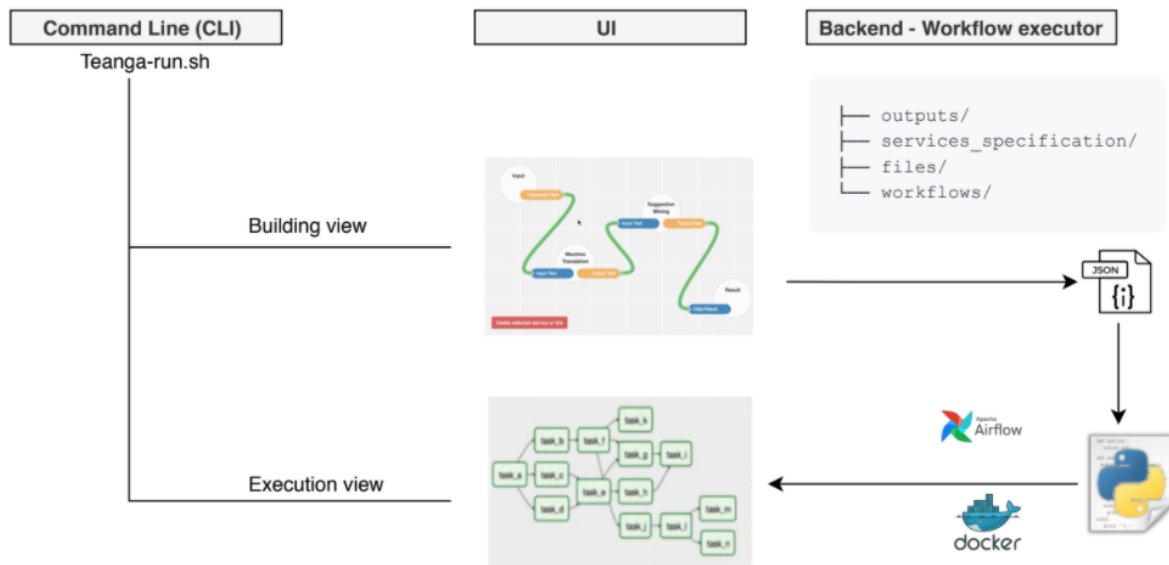 Command Line (CLI)
UI
Backend - Workflow executor
Teanga-run.sh
outputs/
services_specification/
files/
workflows/
Building view
Input
Suggestion
Mining
Input Text
Output Text
Machine
Translation
Input Text
Output Text
Result
Data Result
Delete selected service or link
JSON
{i}
Execution view
task_k
task_b
task_f
task_g
task_i
task_a
task_c
task_e
task_h
task_d
task_j
task_l
task_m
task_n
Apache
Airflow
docker